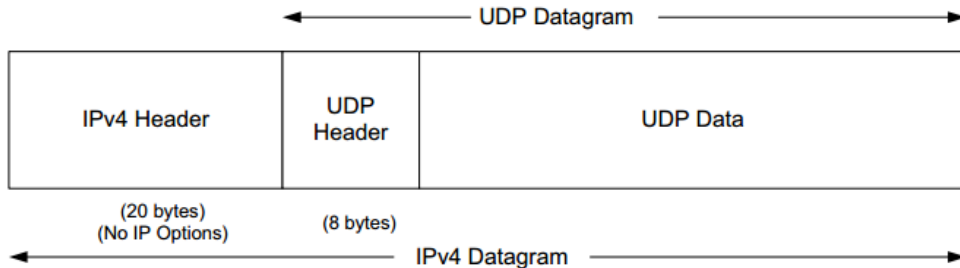 UDP Datagram
IPv4 Header
UDP
Header
UDP Data
(20 bytes)
(No IP Options)
(8 bytes)
IPv4 Datagram